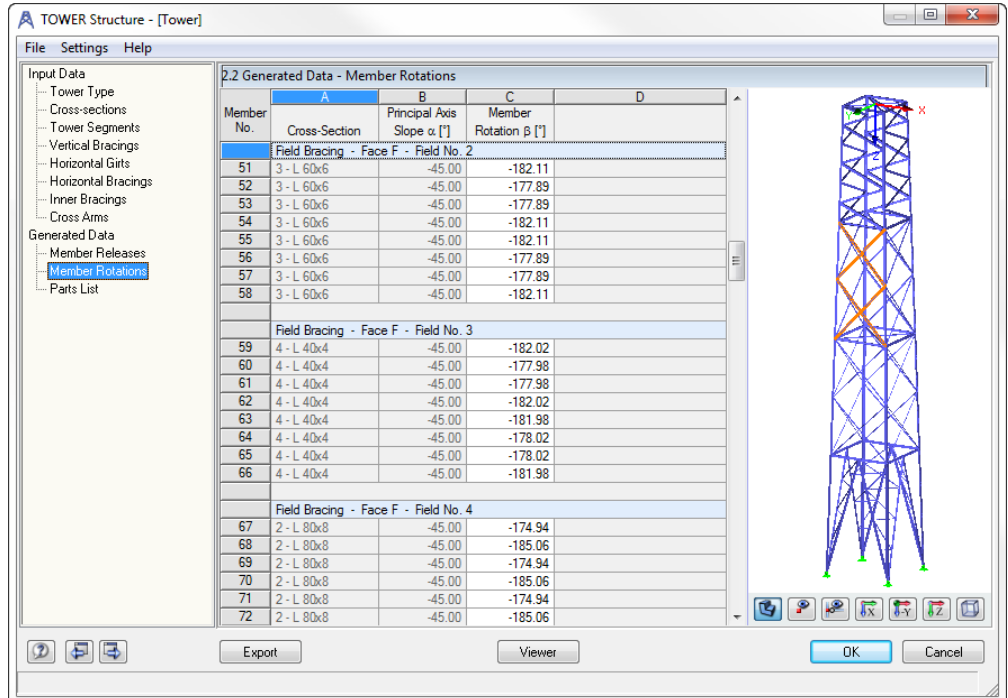 TOWER Structure - [Tower]
File Settings Help
Input Data
Tower Type
Cross-sections
Tower Segments
Vertical Bracings
Horizontal Girts
Horizontal Bracings
Inner Bracings
Cross Arms
Generated Data
Member Releases
Member Rotations
Parts List
2.2 Generated Data - Member Rotations
A B C D
Member No. Cross-Section Principal Axis Slope α [°] Member Rotation β [°]
Field Bracing - Face F - Field No. 2
51 3 - L 60x6 -45.00 -182.11
52 3 - L 60x6 -45.00 -177.89
53 3 - L 60x6 -45.00 -177.89
54 3 - L 60x6 -45.00 -182.11
55 3 - L 60x6 -45.00 -182.11
56 3 - L 60x6 -45.00 -177.89
57 3 - L 60x6 -45.00 -177.89
58 3 - L 60x6 -45.00 -182.11
Field Bracing - Face F - Field No. 3
59 4 - L 40x4 -45.00 -182.02
60 4 - L 40x4 -45.00 -177.98
61 4 - L 40x4 -45.00 -177.98
62 4 - L 40x4 -45.00 -182.02
63 4 - L 40x4 -45.00 -181.98
64 4 - L 40x4 -45.00 -178.02
65 4 - L 40x4 -45.00 -178.02
66 4 - L 40x4 -45.00 -181.98
Field Bracing - Face F - Field No. 4
67 2 - L 80x8 -45.00 -174.94
68 2 - L 80x8 -45.00 -185.06
69 2 - L 80x8 -45.00 -174.94
70 2 - L 80x8 -45.00 -185.06
71 2 - L 80x8 -45.00 -174.94
72 2 - L 80x8 -45.00 -185.06
Y X
Z
X -Y Z
Export Viewer OK Cancel